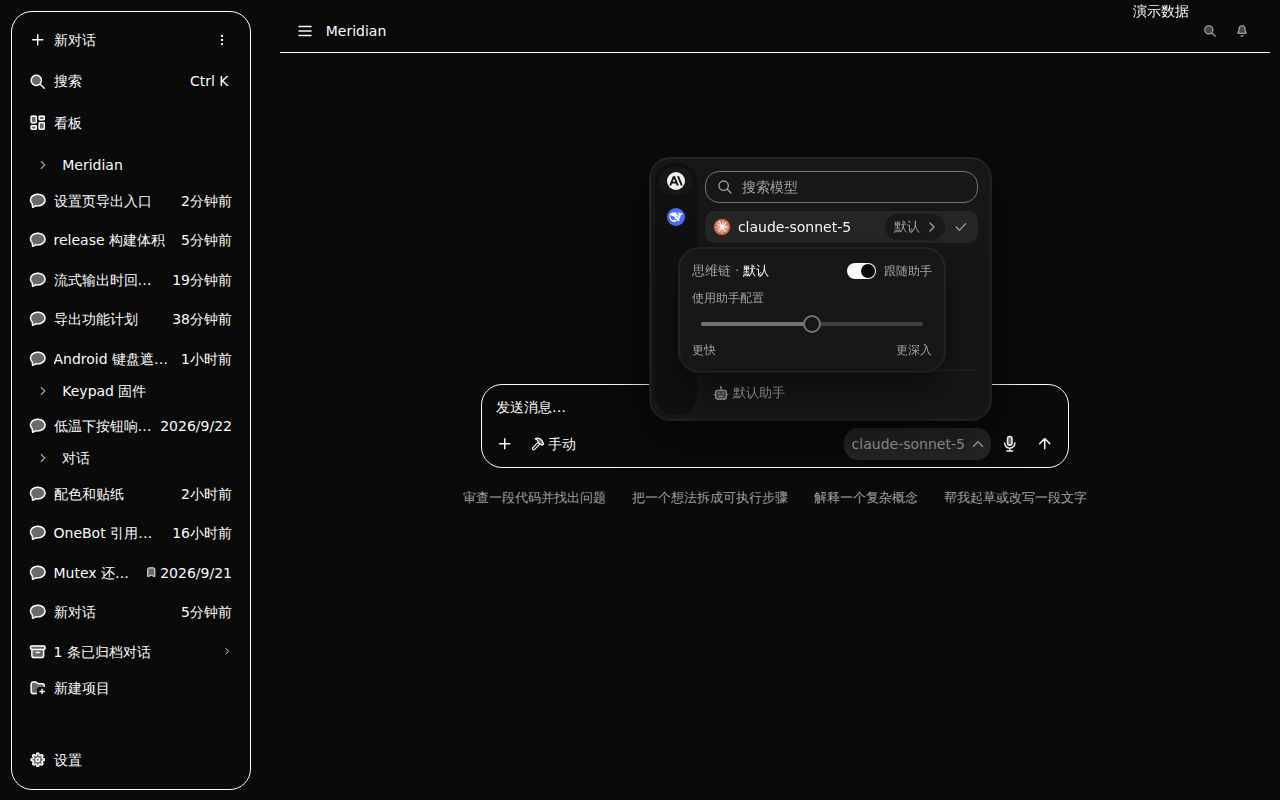 新对话
搜索 Ctrl K
看板
Meridian
设置页导出入口 2分钟前
release 构建体积 5分钟前
流式输出时回… 19分钟前
导出功能计划 38分钟前
Android 键盘遮… 1小时前
Keypad 固件
低温下按钮响… 2026/9/22
对话
配色和贴纸 2小时前
OneBot 引用… 16小时前
Mutex 还… 2026/9/21
新对话 5分钟前
1 条已归档对话
新建项目
设置
Meridian
演示数据
搜索模型
claude-sonnet-5 默认
思维链 · 默认 跟随助手
使用助手配置
更快 更深入
默认助手
发送消息…
手动 claude-sonnet-5
审查一段代码并找出问题 把一个想法拆成可执行步骤 解释一个复杂概念 帮我起草或改写一段文字